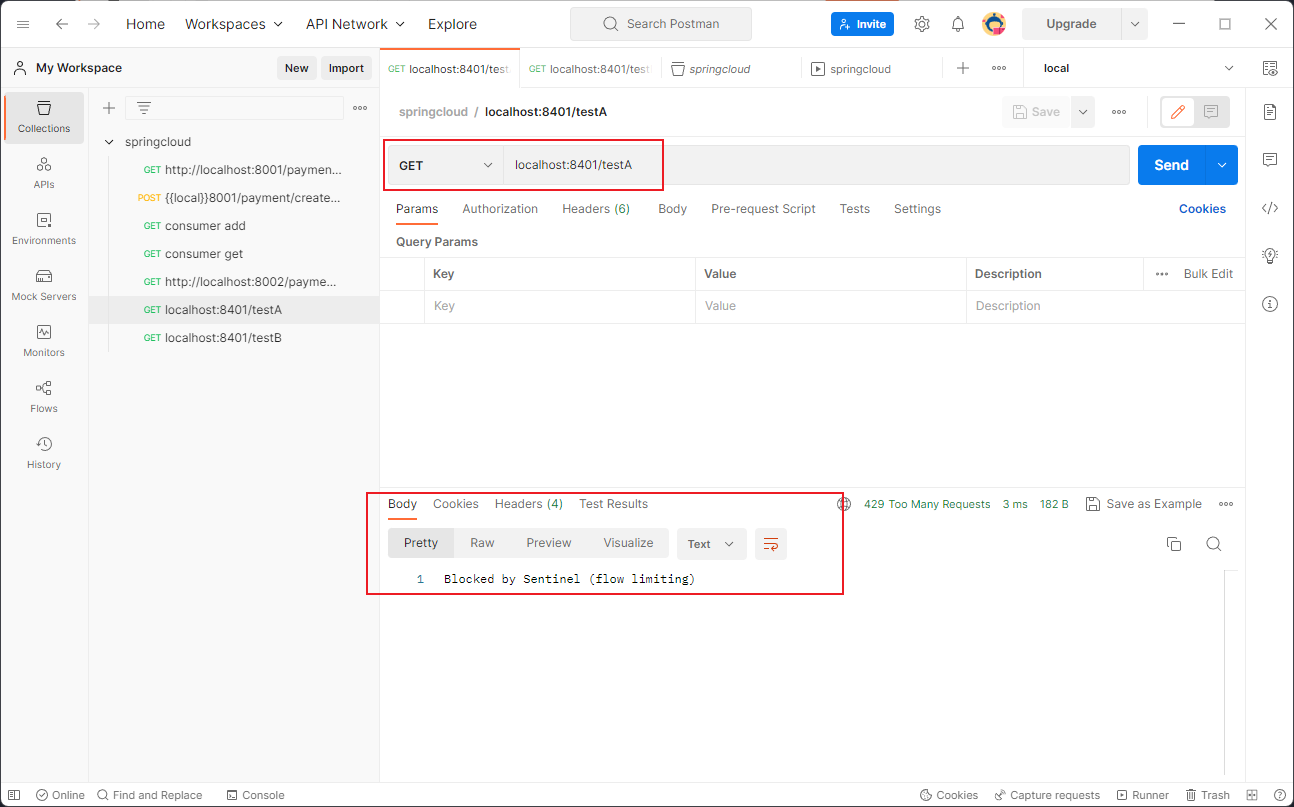 Home Workspaces API Network Explore Search Postman Invite Upgrade
My Workspace New Import GET localhost:8401/test GET localhost:8401/test springcloud springcloud local
Collections
APIs
Environments
Mock Servers
Monitors
Flows
History
springcloud
GET http://localhost:8001/paymen...
POST {{local}}8001/payment/create...
GET consumer add
GET consumer get
GET http://localhost:8002/payme...
GET localhost:8401/testA
GET localhost:8401/testB
springcloud / localhost:8401/testA Save
GET localhost:8401/testA Send
Params Authorization Headers (6) Body Pre-request Script Tests Settings Cookies
Query Params
Key Value Description Bulk Edit
Key Value Description
Body Cookies Headers (4) Test Results 429 Too Many Requests 3 ms 182 B Save as Example
Pretty Raw Preview Visualize Text
1 Blocked by Sentinel (flow limiting)
Online Find and Replace Console Cookies Capture requests Runner Trash